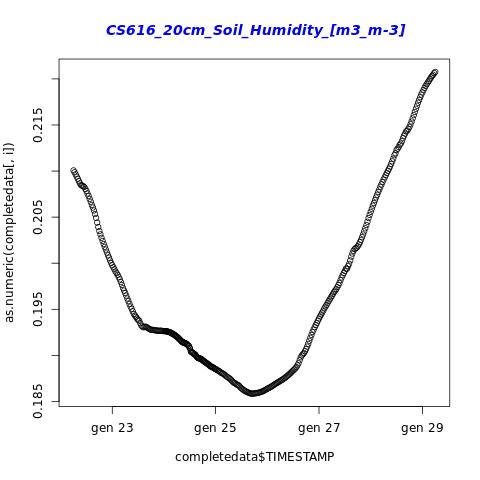 CS616_20cm_Soil_Humidity_[m3_m-3]
as.numeric(completedata[, i])
0.215
0.205
0.195
0.185
gen 23
gen 25
gen 27
gen 29
completedata$TIMESTAMP